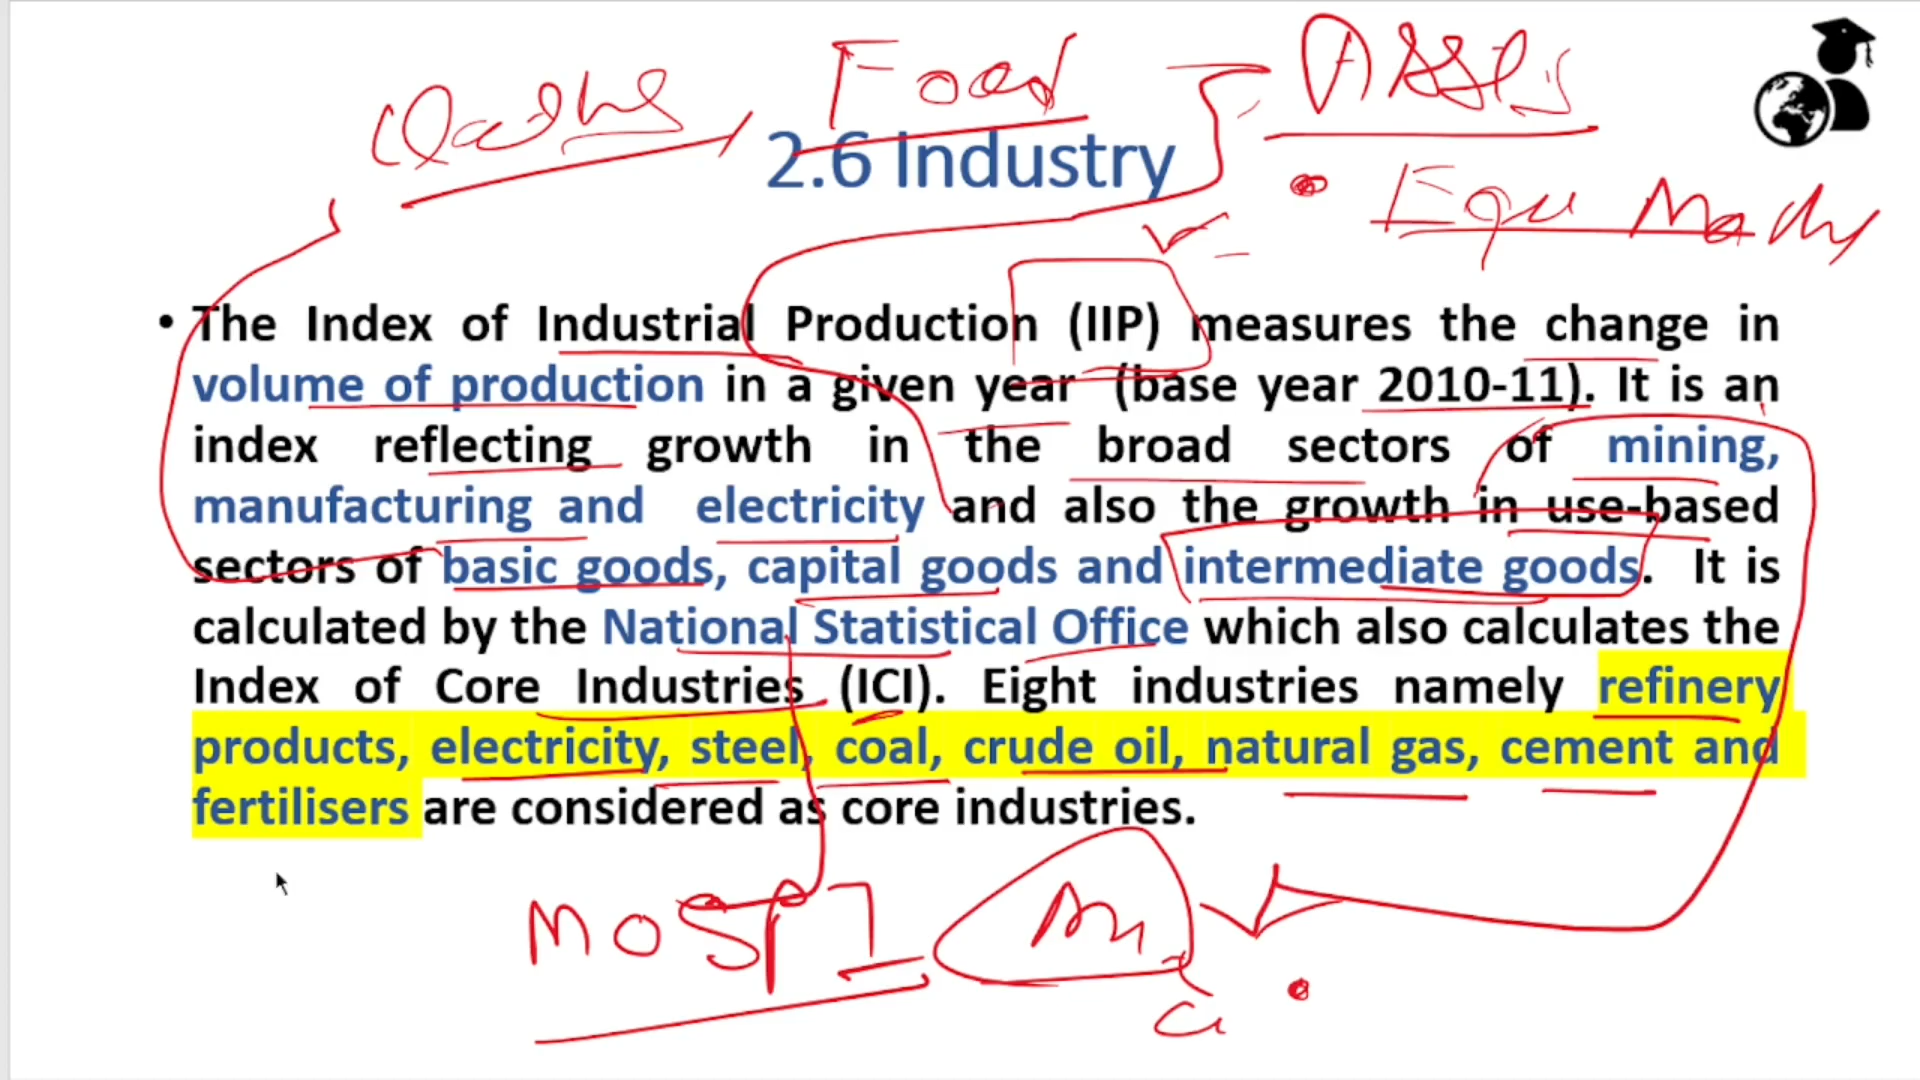 Clothes, Food
Assets
2.6 Industry
• Equ
• The Index of Industrial Production (IIP) measures the change in
volume of production in a given year (base year 2010-11). It is an
index reflecting growth in the broad sectors of mining,
manufacturing and electricity and also the growth in use-based
sectors of basic goods, capital goods and intermediate goods. It is
calculated by the National Statistical Office which also calculates the
Index of Core Industries (ICI). Eight industries namely refinery
products, electricity, steel, coal, crude oil, natural gas, cement and
fertilisers are considered as core industries.
MOSPI